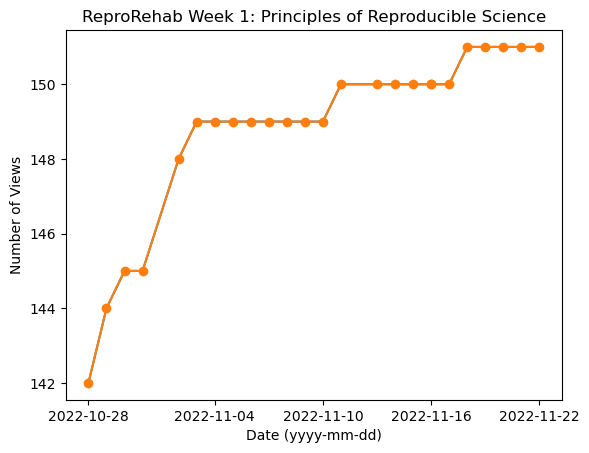 ReproRehab Week 1: Principles of Reproducible Science
Number of Views
150
148
146
144
142
2022-10-28 2022-11-04 2022-11-10 2022-11-16 2022-11-22
Date (yyyy-mm-dd)